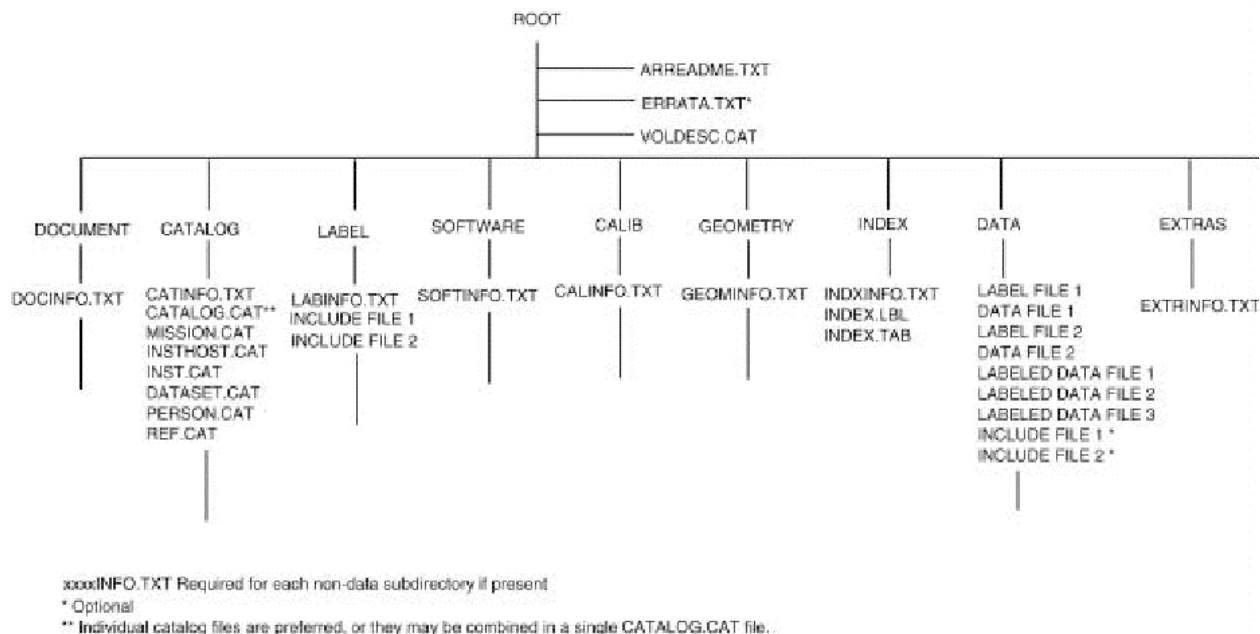 ROOT
ARREADME.TXT
ERRATA.TXT*
VOLDESC.CAT
DOCUMENT
DOCINFO.TXT
CATALOG
CATINFO.TXT
CATALOG.CAT**
MISSION.CAT
INSTHOST.CAT
INST.CAT
DATASET.CAT
PERSON.CAT
REF.CAT
LABEL
LABINFO.TXT
INCLUDE FILE 1
INCLUDE FILE 2
SOFTWARE
SOFTINFO.TXT
CALIB
CALINFO.TXT
GEOMETRY
GEOMINFO.TXT
INDEX
INDXINFO.TXT
INDEX.LBL
INDEX.TAB
DATA
LABEL FILE 1
DATA FILE 1
LABEL FILE 2
DATA FILE 2
LABELED DATA FILE 1
LABELED DATA FILE 2
LABELED DATA FILE 3
INCLUDE FILE 1 *
INCLUDE FILE 2 *
EXTRAS
EXTRINFO.TXT
xxxxINFO.TXT Required for each non-data subdirectory if present
* Optional
** Individual catalog files are preferred, or they may be combined in a single CATALOG.CAT file.